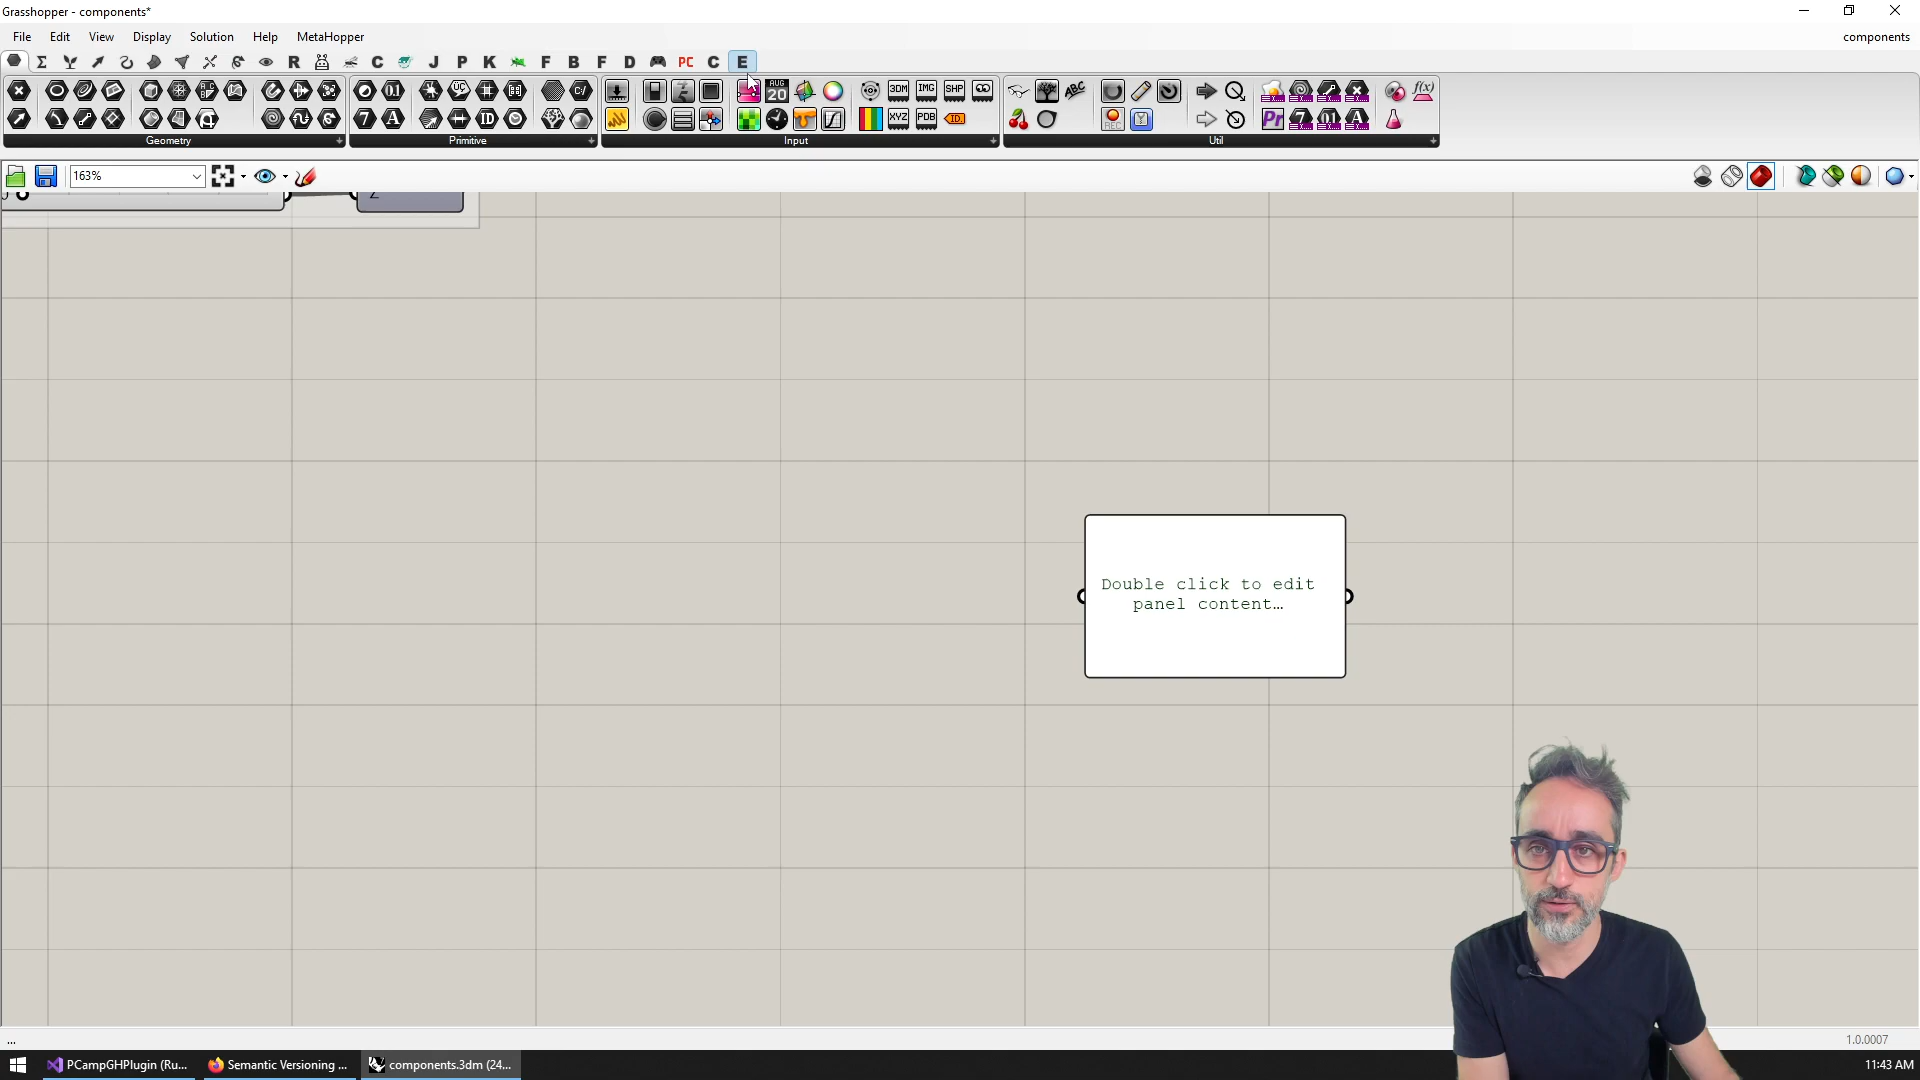 Grasshopper - components*
File Edit View Display Solution Help MetaHopper components
R C J P K F B F D PC C E
Geometry Primitive Input Util
163%
Double click to edit
panel content…
...
1.0.0007
PCampGHPlugin (Ru... Semantic Versioning ... components.3dm (24... 11:43 AM